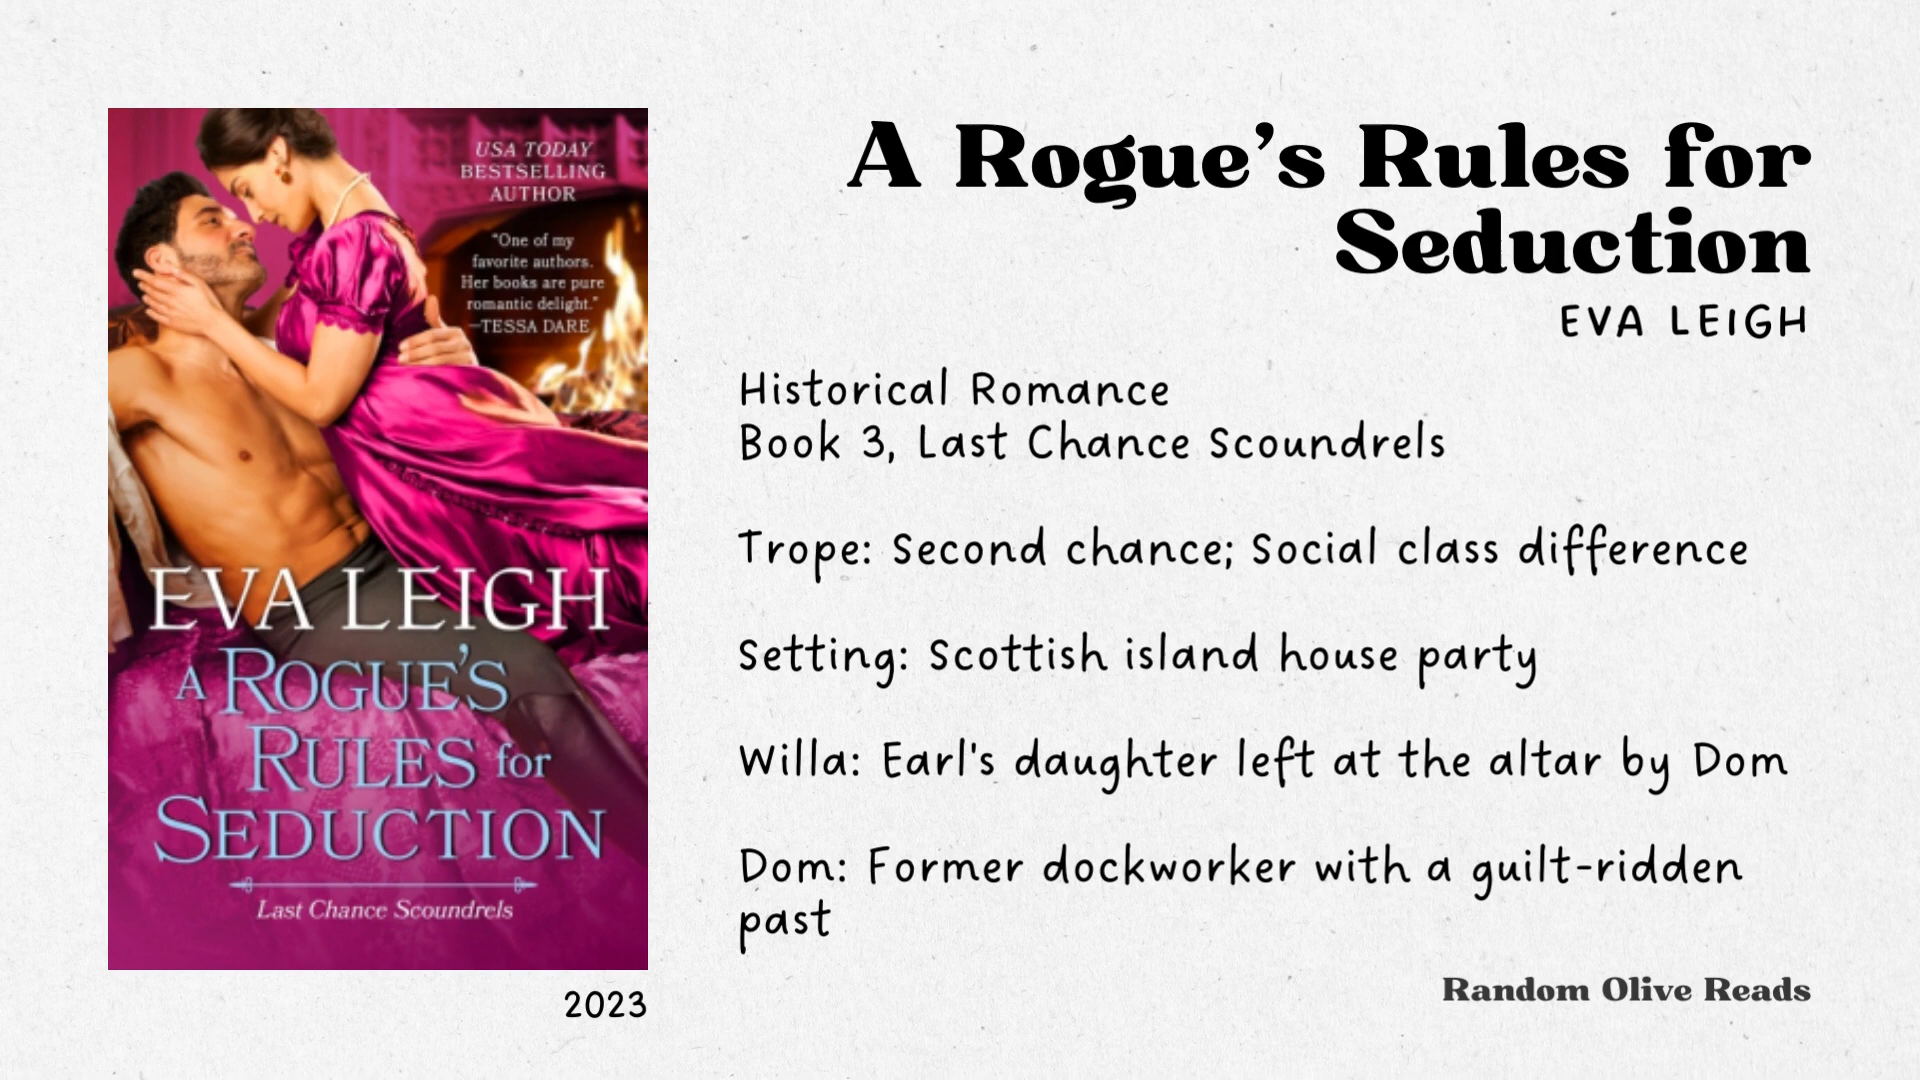 USA TODAY
BESTSELLING
AUTHOR
"One of my
favorite authors.
Her books are pure
romantic delight."
—TESSA DARE
EVA LEIGH
A ROGUE'S
RULES for
SEDUCTION
Last Chance Scoundrels
2023
A Rogue's Rules for
Seduction
EVA LEIGH
Historical Romance
Book 3, Last Chance Scoundrels
Trope: Second chance; Social class difference
Setting: Scottish island house party
Willa: Earl's daughter left at the altar by Dom
Dom: Former dockworker with a guilt-ridden
past
Random Olive Reads